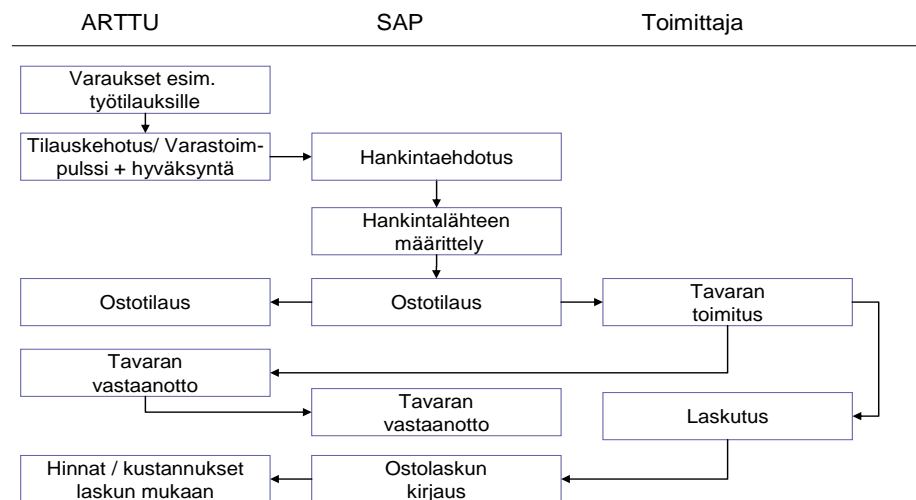 ARTTU SAP Toimittaja
Varaukset esim.
työtilauksille
Tilauskehotus/ Varastoim-
pulssi + hyväksyntä
Hankintaehdotus
Hankintalähteen
määrittely
Ostotilaus
Ostotilaus
Tavaran
toimitus
Tavaran
vastaanotto
Tavaran
vastaanotto
Laskutus
Hinnat / kustannukset
laskun mukaan
Ostolaskun
kirjaus